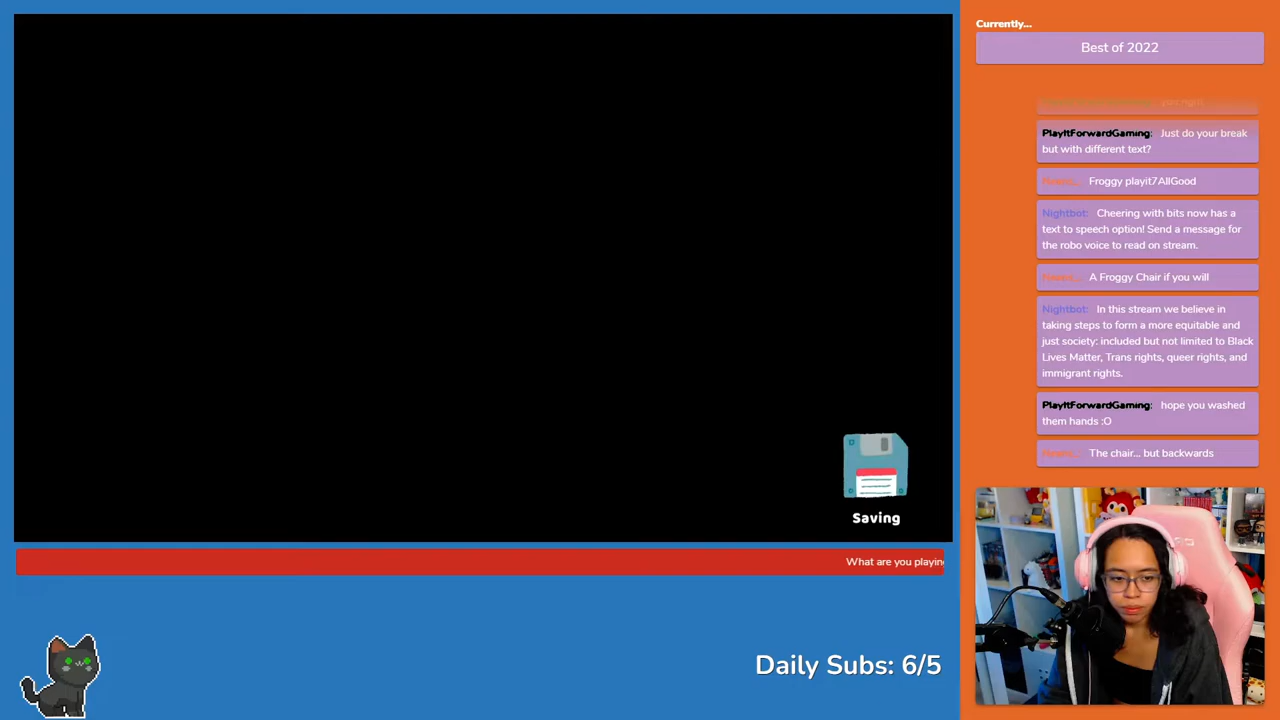 Currently...
Best of 2022
PlayItForwardGaming: Just do your break
but with different text?
Froggy playit7AllGood
Nightbot: Cheering with bits now has a
text to speech option! Send a message for
the robo voice to read on stream.
A Froggy Chair if you will
Nightbot: In this stream we believe in
taking steps to form a more equitable and
just society: included but not limited to Black
Lives Matter, Trans rights, queer rights, and
immigrant rights.
PlayItForwardGaming: hope you washed
them hands :O
The chair... but backwards
Saving
What are you playing
Daily Subs: 6/5